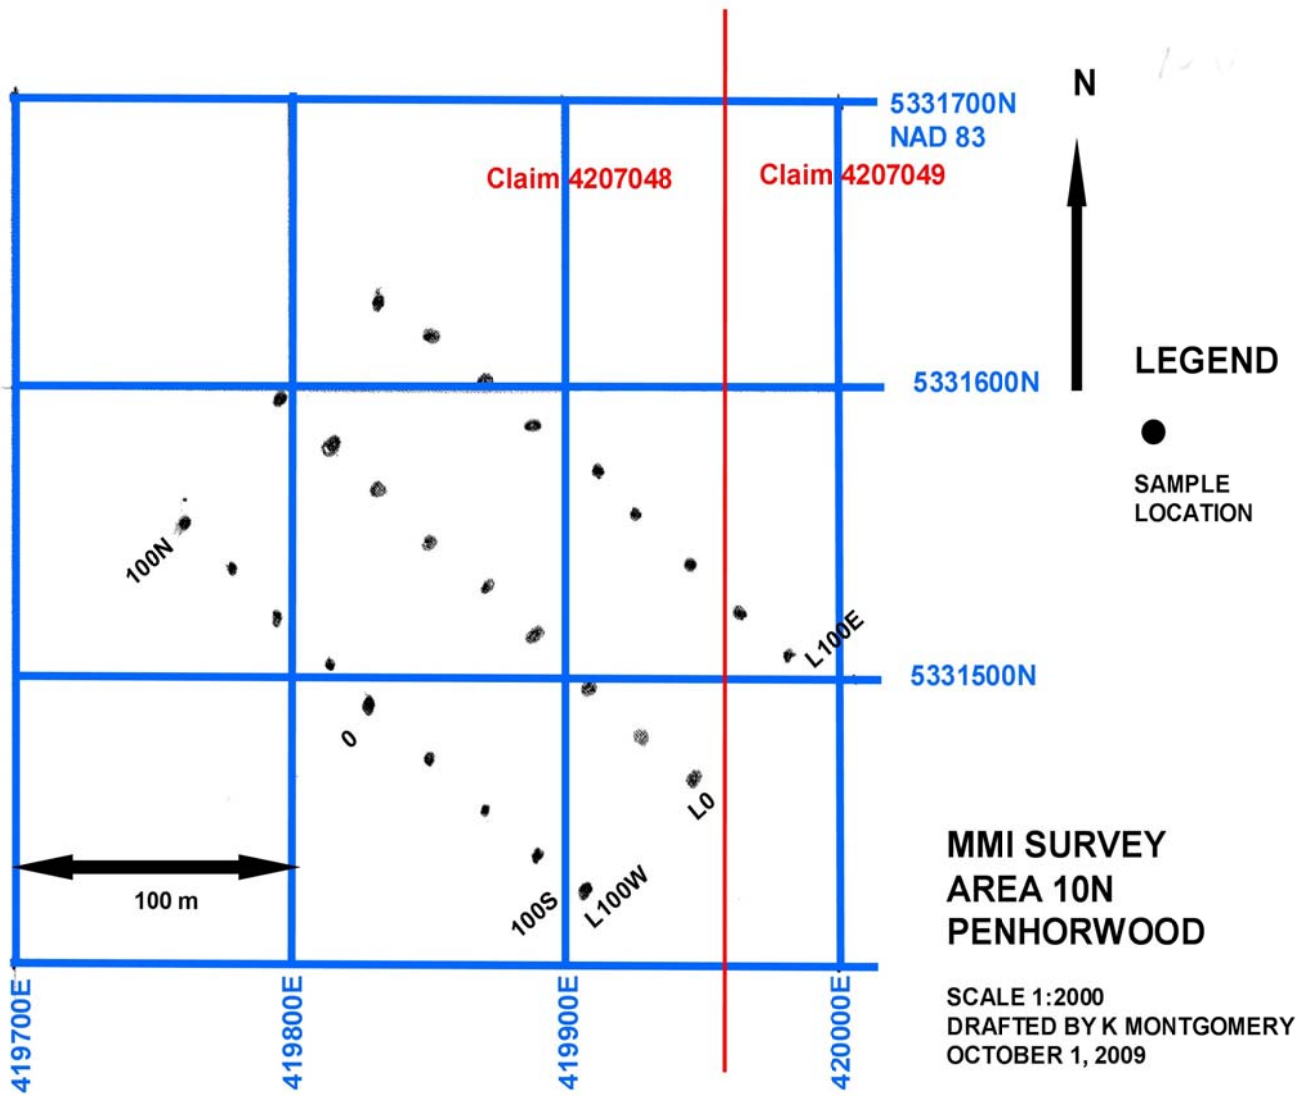 N
5331700N
NAD 83
Claim 4207048
Claim 4207049
LEGEND
5331600N
SAMPLE
LOCATION
100N
L100E
5331500N
0
L0
MMI SURVEY
AREA 10N
PENHORWOOD
100 m
100S
L100W
SCALE 1:2000
DRAFTED BY K MONTGOMERY
OCTOBER 1, 2009
419700E
419800E
419900E
420000E